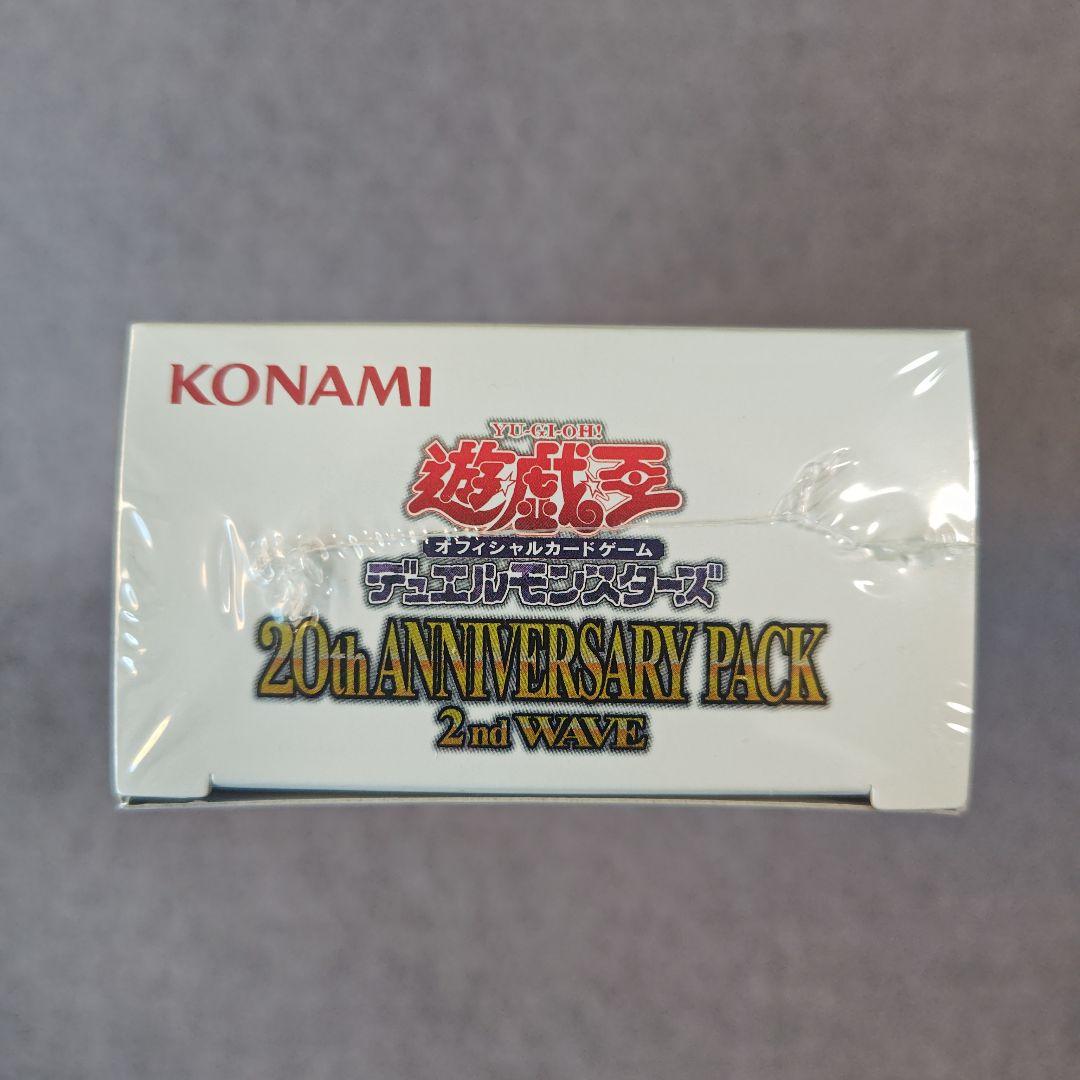 KONAMI
YU-GI-OH!
遊戯王
オフィシャルカードゲーム
デュエルモンスターズ
20th ANNIVERSARY PACK
2nd WAVE